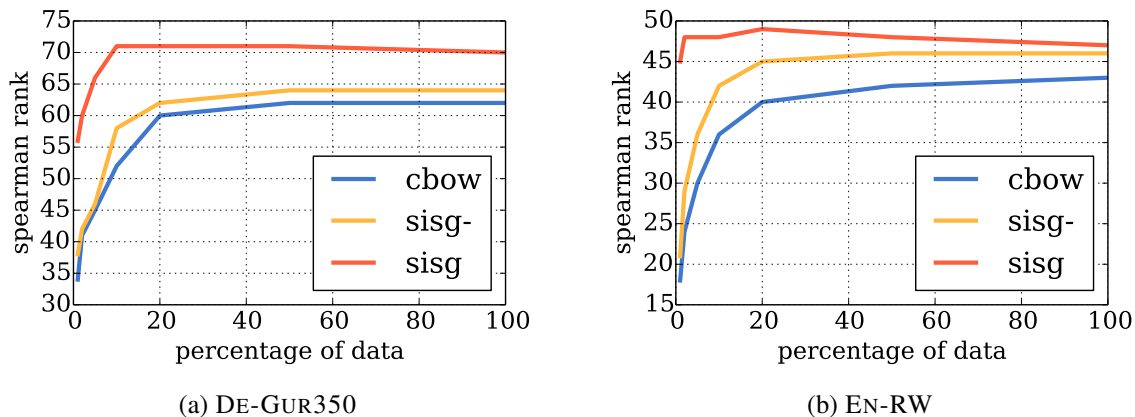 75
70
65
60
55
50
45
40
35
30
0 20 40 60 80 100
spearman rank
percentage of data
cbow
sisg-
sisg
(a) DE-GUR350
50
45
40
35
30
25
20
15
0 20 40 60 80 100
spearman rank
percentage of data
cbow
sisg-
sisg
(b) EN-RW